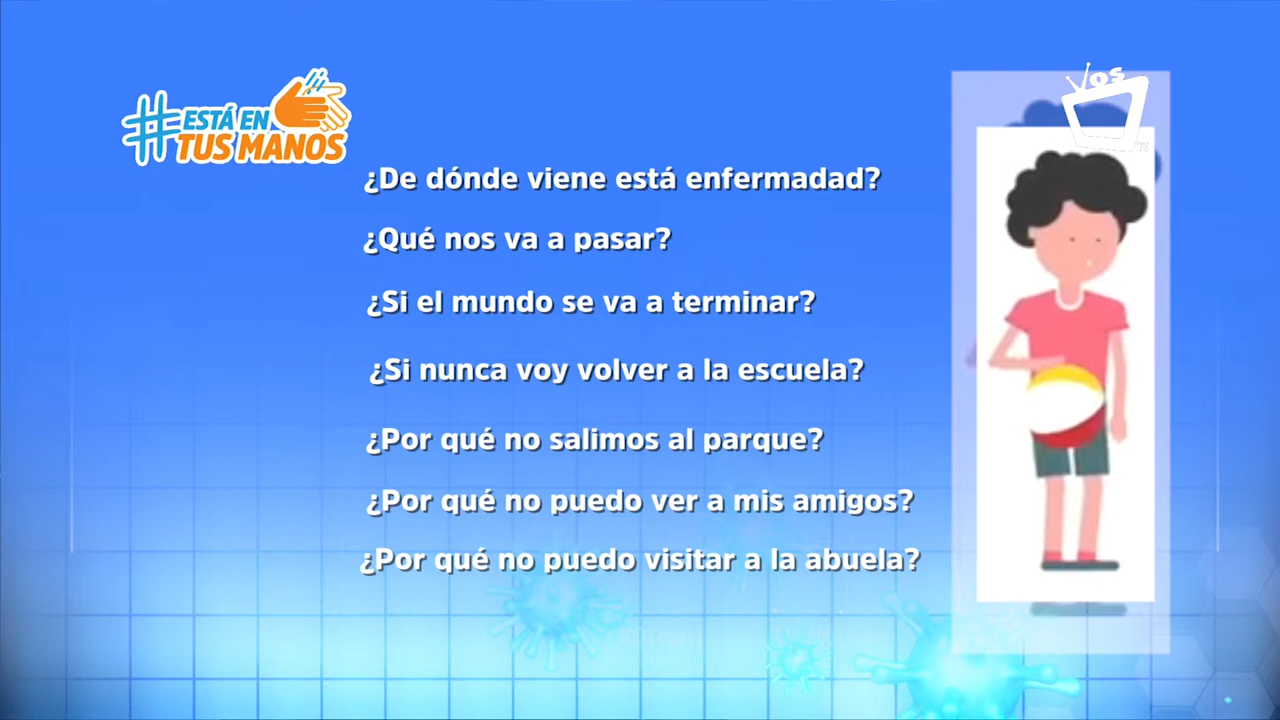 #ESTÁ EN
TUS MANOS
VOS
TV
¿De dónde viene está enfermadad?
¿Qué nos va a pasar?
¿Si el mundo se va a terminar?
¿Si nunca voy volver a la escuela?
¿Por qué no salimos al parque?
¿Por qué no puedo ver a mis amigos?
¿Por qué no puedo visitar a la abuela?